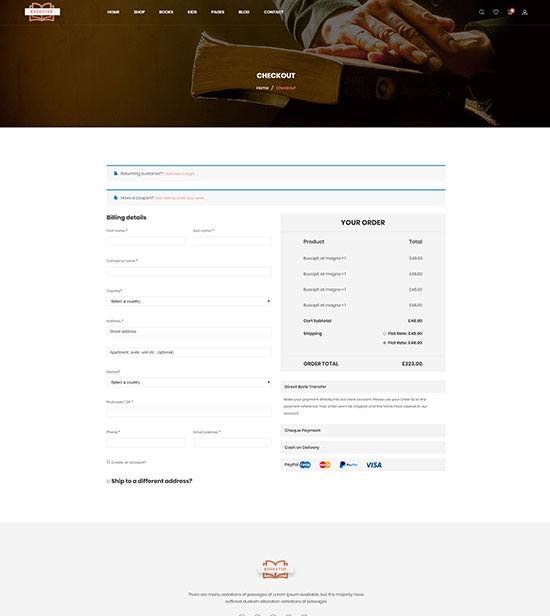 BOOKSTOR
HOME SHOP BOOKS KIDS PAGES BLOG CONTACT
CHECKOUT
Home / Checkout
Returning customer? Click here to login
Have a coupon? Click here to enter your code
Billing details
First name *
last name *
Company name *
Country*
Select a country...
Address *
Street address
Apartment, suite, unit etc. (optional)
District*
Select a country...
Postcode / ZIP *
Phone *
Email address *
Create an account?
Ship to a different address?
YOUR ORDER
Product Total
Buscipit at magna × 1 £48.00
Buscipit at magna × 1 £48.00
Buscipit at magna × 1 £48.00
Buscipit at magna × 1 £48.00
Cart Subtotal £48.00
Shipping Flat Rate: £48.00
Flat Rate: £48.00
ORDER TOTAL £223.00
Direct Bank Transfer
Make your payment directly into our bank account. Please use your Order ID as the
payment reference. Your order won't be shipped until the funds have cleared in our
account.
Cheque Payment
Cash on Delivery
PayPal PayPal VISA
BOOKSTOR
There are many variations of passages of Lorem Ipsum available, but the majority have
suffered duskam alteration variations of passages